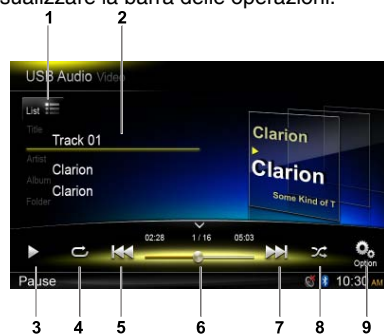 sualizzare la barra delle operazioni.
1 2
USB Audio Video
List
Title
Track 01
Artist
Clarion
Album
Clarion
Folder
Clarion
Clarion
Some Kind of T
02:28 1 / 16 05:03
Option
Pause 10:30 AM
3 4 5 6 7 8 9